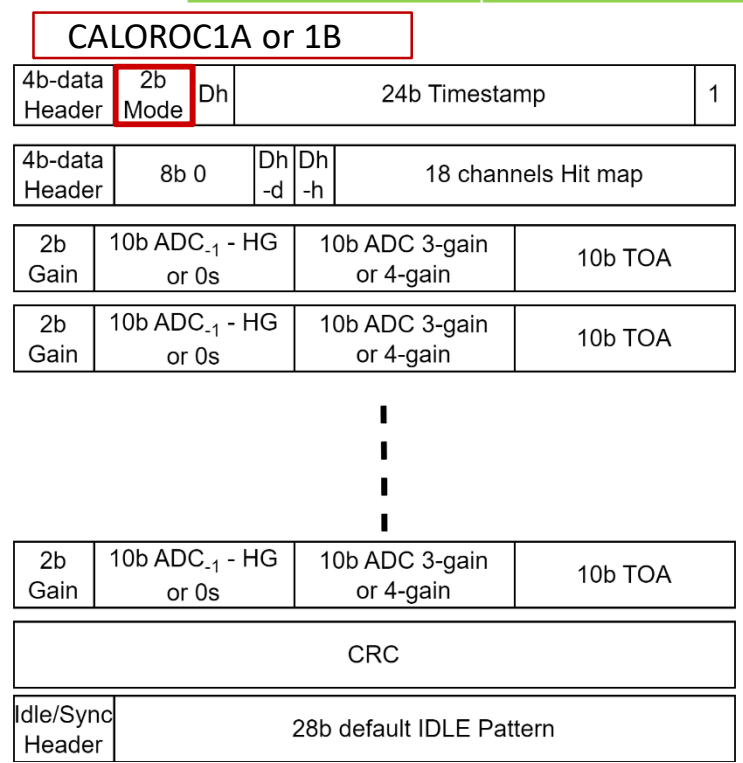 CALOROC1A or 1B
4b-data Header 2b Mode Dh 24b Timestamp 1
4b-data Header 8b 0 Dh -d Dh -h 18 channels Hit map
2b Gain 10b ADC-1 - HG or 0s 10b ADC 3-gain or 4-gain 10b TOA
2b Gain 10b ADC-1 - HG or 0s 10b ADC 3-gain or 4-gain 10b TOA
2b Gain 10b ADC-1 - HG or 0s 10b ADC 3-gain or 4-gain 10b TOA
CRC
Idle/Sync Header 28b default IDLE Pattern